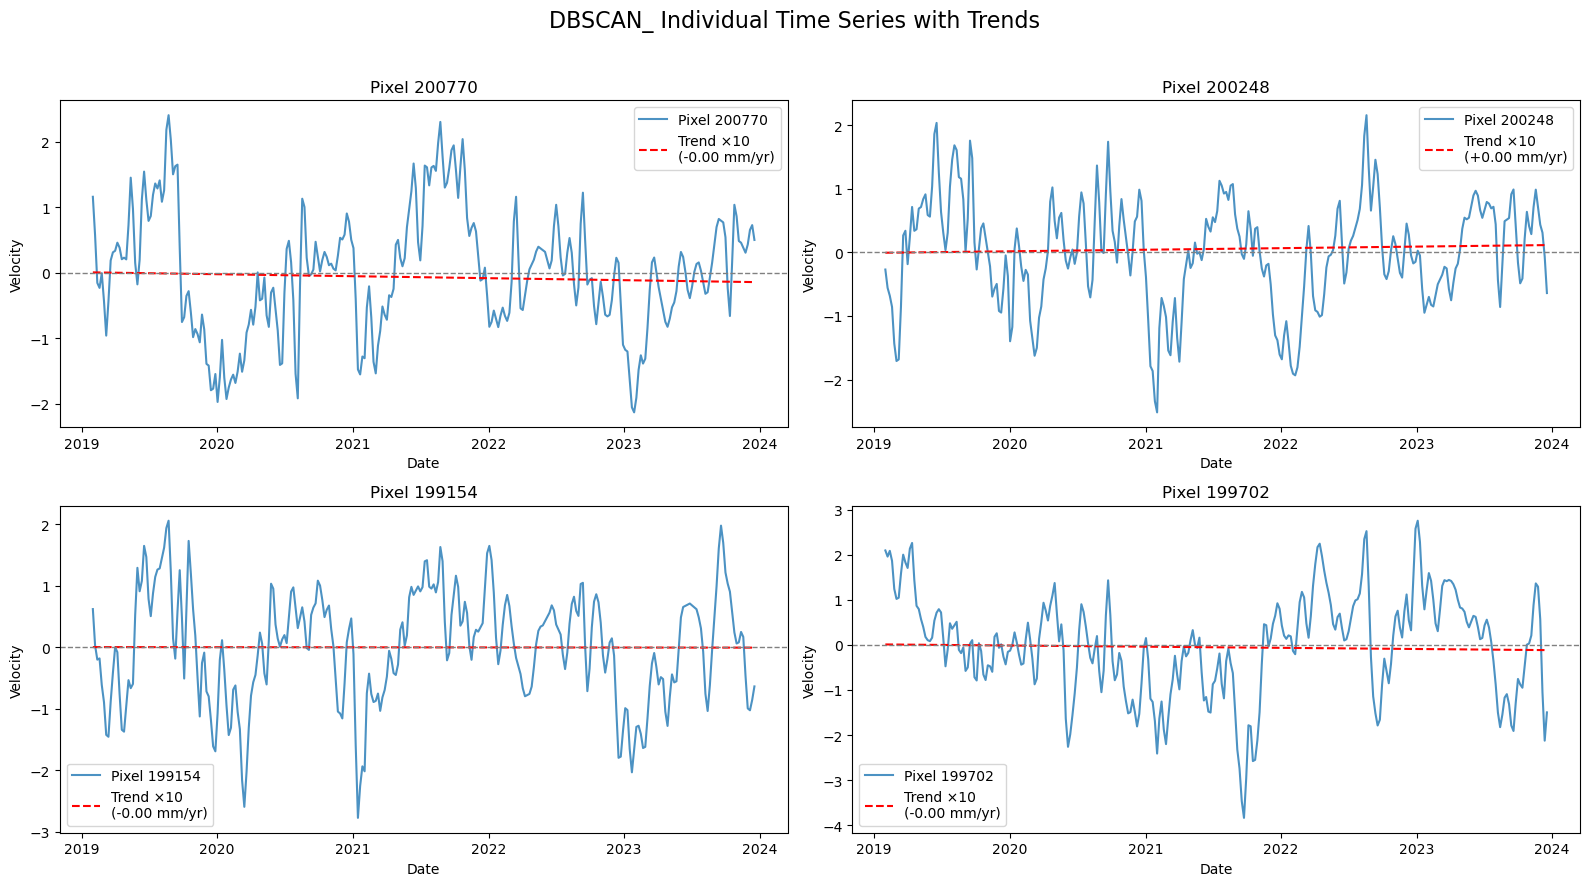 DBSCAN_ Individual Time Series with Trends
Pixel 200770
Velocity
2
1
0
−1
−2
Pixel 200770
Trend ×10
(-0.00 mm/yr)
2019
2020
2021
2022
2023
2024
Date
Pixel 200248
Velocity
2
1
0
−1
−2
Pixel 200248
Trend ×10
(+0.00 mm/yr)
2019
2020
2021
2022
2023
2024
Date
Pixel 199154
Velocity
2
1
0
−1
−2
−3
Pixel 199154
Trend ×10
(-0.00 mm/yr)
2019
2020
2021
2022
2023
2024
Date
Pixel 199702
Velocity
3
2
1
0
−1
−2
−3
−4
Pixel 199702
Trend ×10
(-0.00 mm/yr)
2019
2020
2021
2022
2023
2024
Date